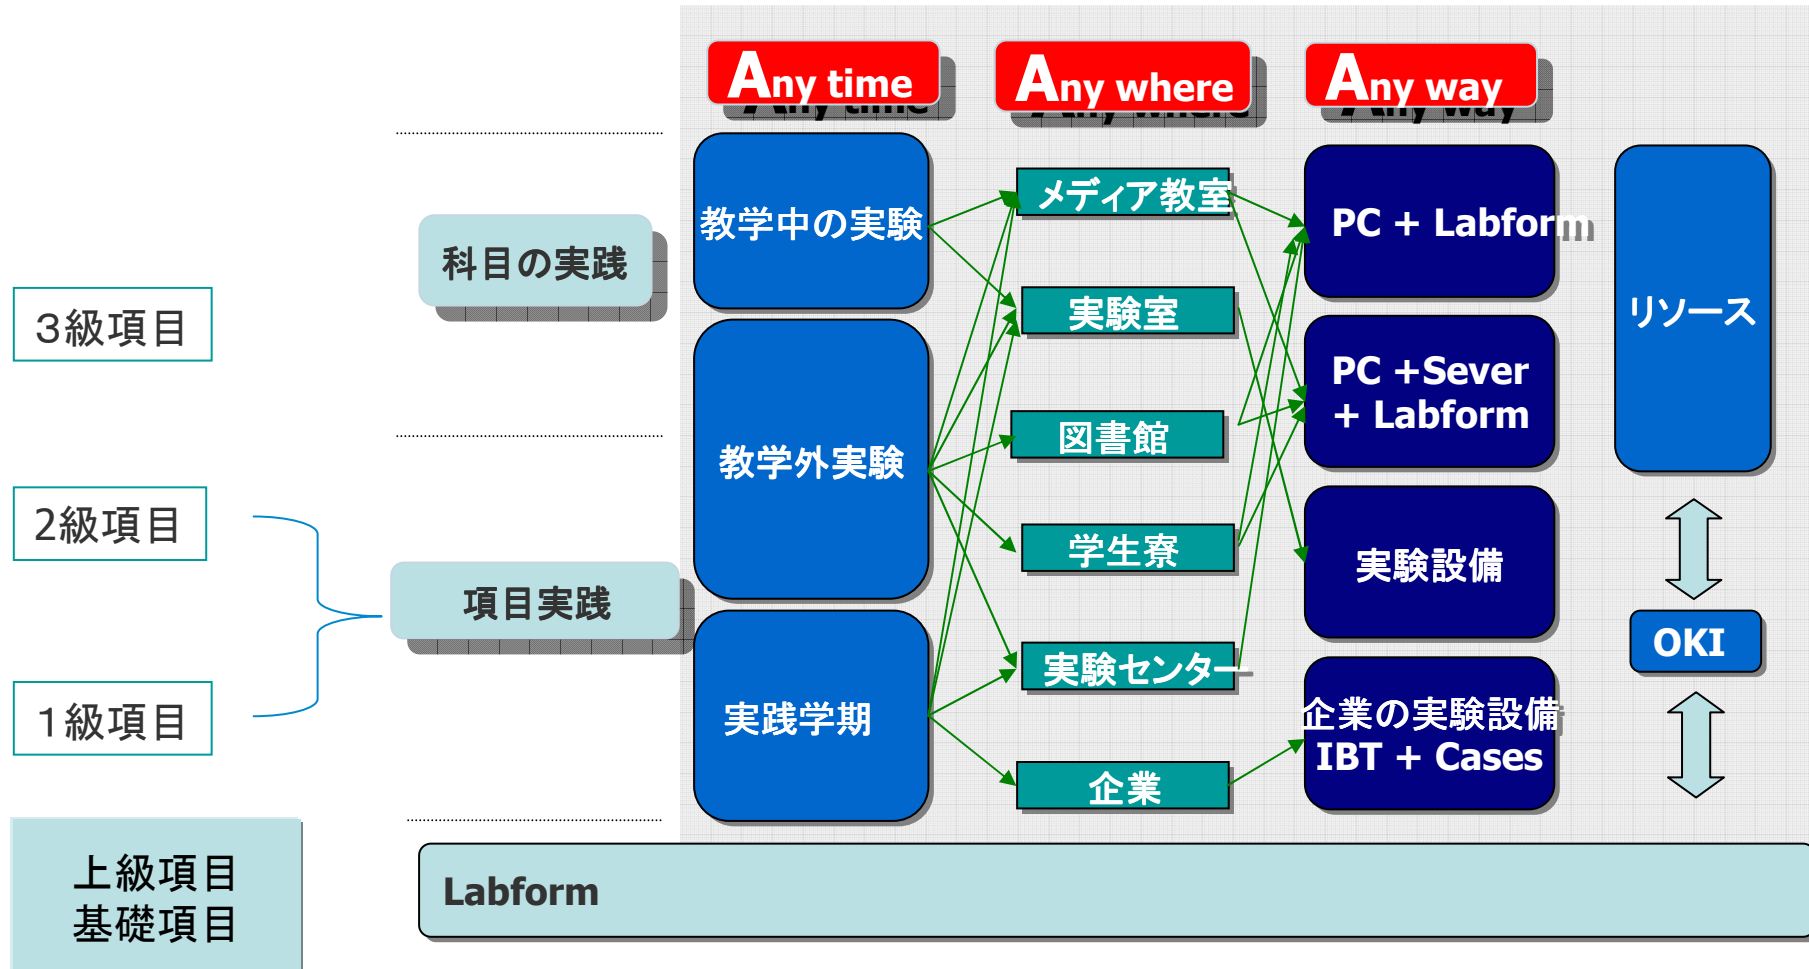 Any time
Any where
Any way
教学中の実験
メディア教室
PC + Labform
科目の実践
3級項目
実験室
リソース
PC +Sever
+ Labform
図書館
教学外実験
2級項目
学生寮
実験設備
項目実践
OKI
実験センター
1級項目
実践学期
企業の実験設備
IBT + Cases
企業
上級項目
基礎項目
Labform